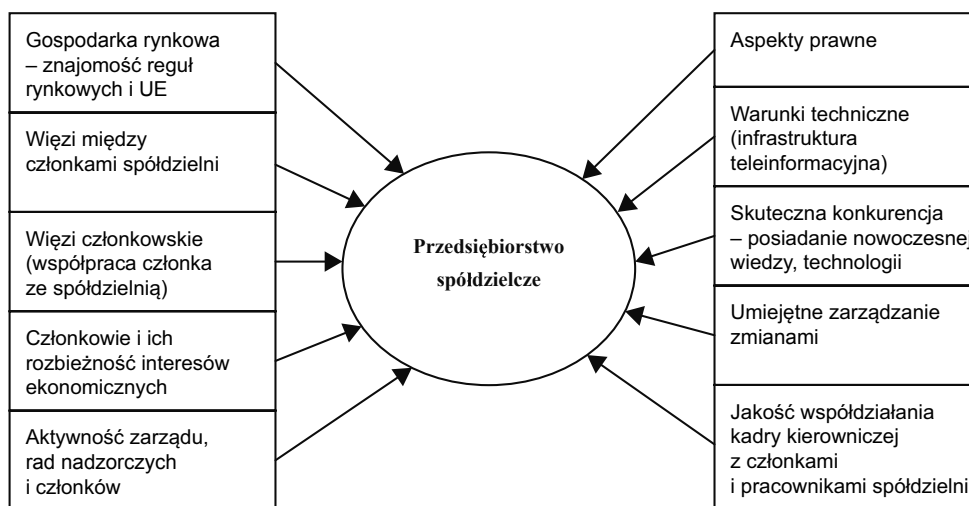 Gospodarka rynkowa
– znajomość reguł
rynkowych i UE
Więzi między
członkami spółdzielni
Więzi członkowskie
(współpraca członka
ze spółdzielnią)
Członkowie i ich
rozbieżność interesów
ekonomicznych
Aktywność zarządu,
rad nadzorczych
i członków
Przedsiębiorstwo
spółdzielcze
Aspekty prawne
Warunki techniczne
(infrastruktura
teleinformacyjna)
Skuteczna konkurencja
– posiadanie nowoczesnej
wiedzy, technologii
Umiejętne zarządzanie
zmianami
Jakość współdziałania
kadry kierowniczej
z członkami
i pracownikami spółdzielni